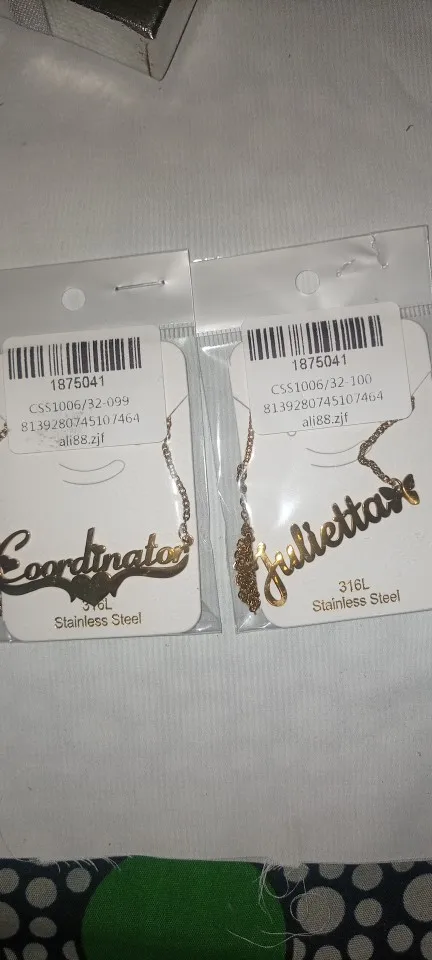 1875041
CSS1006/32-099
8139280745107464
ali88.zjf
Coordinator
316L
Stainless Steel
1875041
CSS1006/32-100
8139280745107464
ali88.zjf
Julietta
316L
Stainless Steel